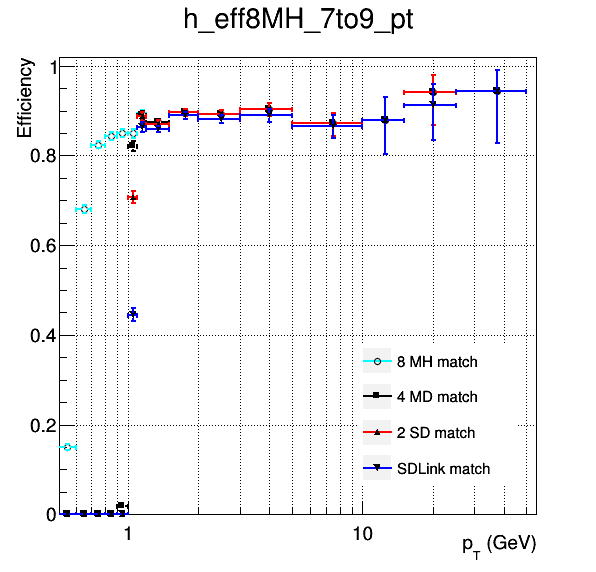 h_eff8MH_7to9_pt
Efficiency
1
0.8
0.6
0.4
0.2
0
8 MH match
4 MD match
2 SD match
SDLink match
1
10
p_T (GeV)